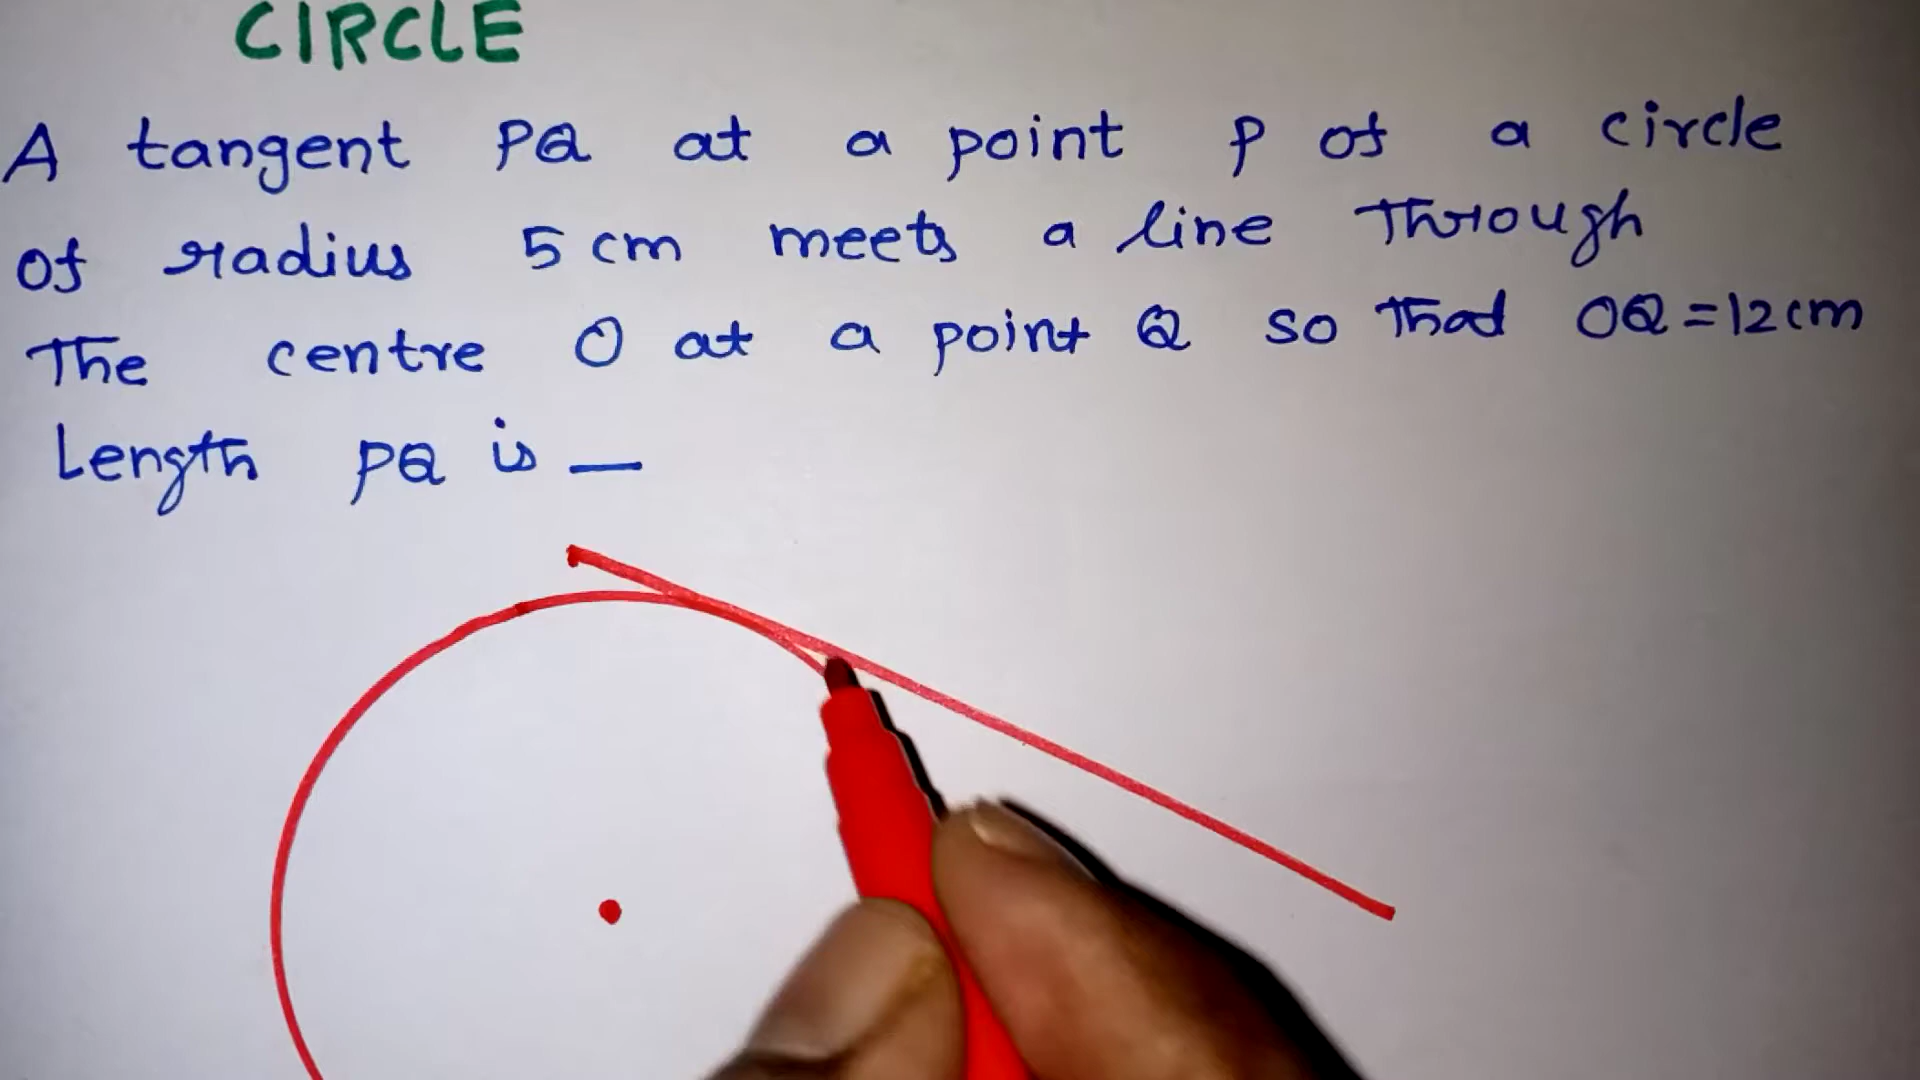 CIRCLE
A tangent PQ at a point P of a circle
of radius 5 cm meets a line Through
The centre O at a point Q so That OQ = 12 cm
Length PQ is —